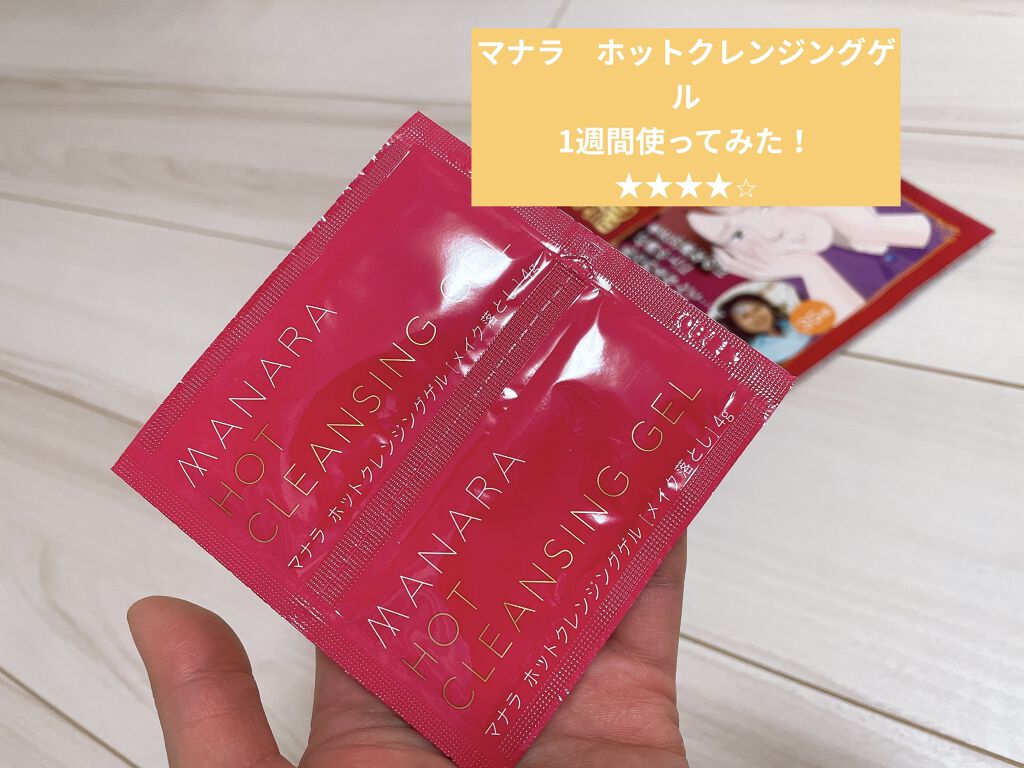 マナラ　ホットクレンジングゲ
ル
1週間使ってみた！
★★★★☆
MANARA
HOT
CLEANSING GEL
マナラ ホットクレンジングゲル [メイク落とし] 4g
MANARA
HOT
CLEANSING GEL
マナラ ホットクレンジングゲル [メイク落とし] 4g